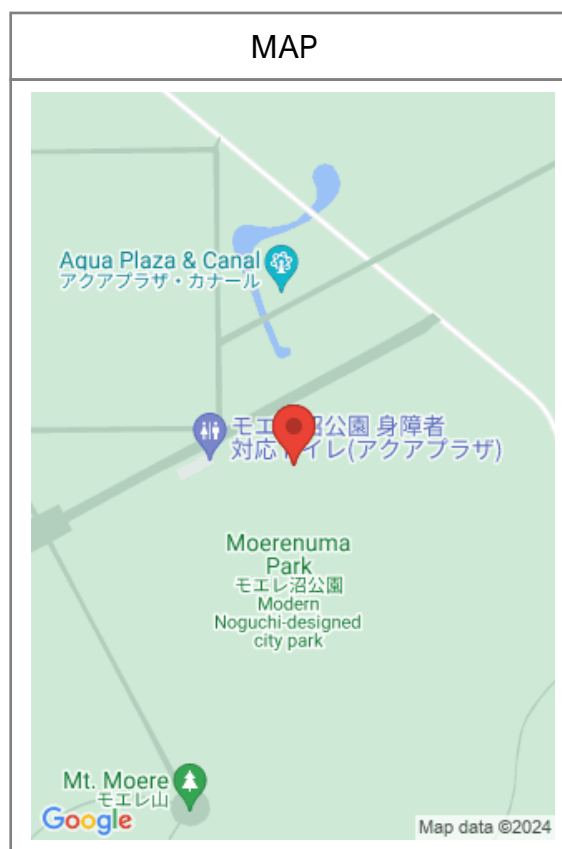 MAP
Aqua Plaza & Canal
アクアプラザ・カナール
モエ 沼公園 身障者
対応 イレ(アクアプラザ)
Moerenuma
Park
モエレ沼公園
Modern
Noguchi-designed
city park
Mt. Moere
モエレ山
Google
Map data ©2024